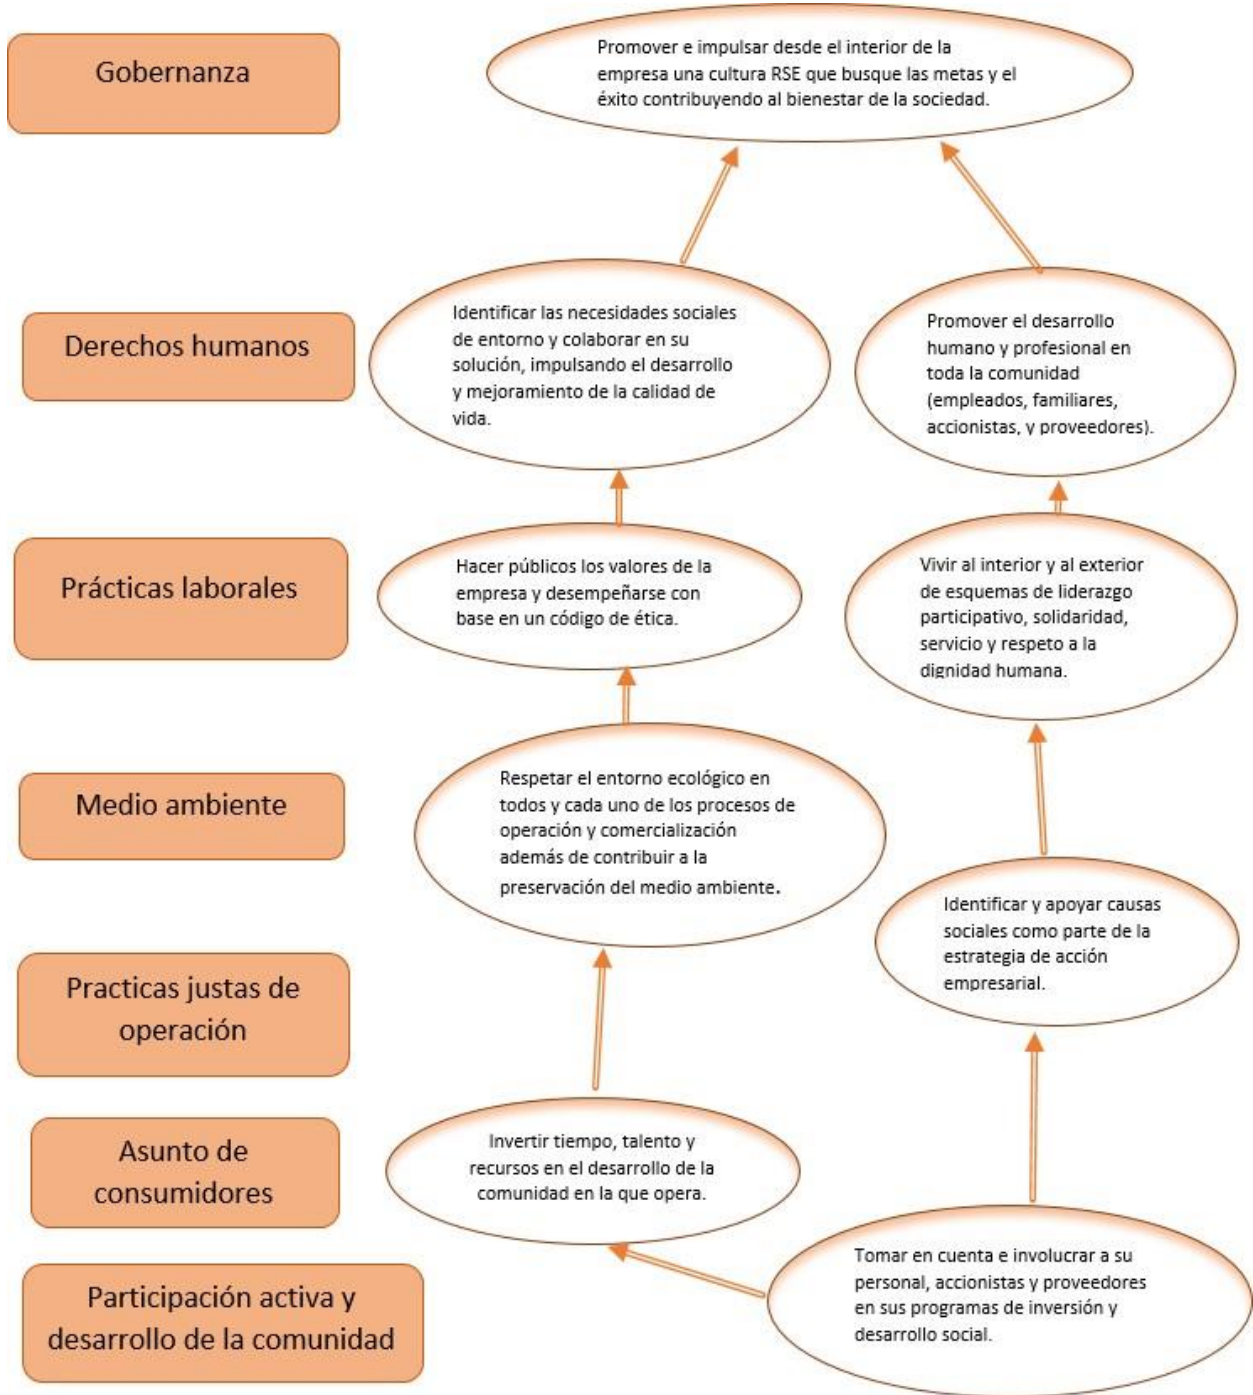 Gobernanza
Promover e impulsar desde el interior de la
empresa una cultura RSE que busque las metas y el
éxito contribuyendo al bienestar de la sociedad.
Derechos humanos
Identificar las necesidades sociales
de entorno y colaborar en su
solución, impulsando el desarrollo
y mejoramiento de la calidad de
vida.
Promover el desarrollo
humano y profesional en
toda la comunidad
(empleados, familiares,
accionistas, y proveedores).
Prácticas laborales
Hacer públicos los valores de la
empresa y desempeñarse con
base en un código de ética.
Vivir al interior y al exterior
de esquemas de liderazgo
participativo, solidaridad,
servicio y respeto a la
dignidad humana.
Medio ambiente
Respetar el entorno ecológico en
todos y cada uno de los procesos de
operación y comercialización
además de contribuir a la
preservación del medio ambiente.
Identificar y apoyar causas
sociales como parte de la
estrategia de acción
empresarial.
Practicas justas de
operación
Asunto de
consumidores
Invertir tiempo, talento y
recursos en el desarrollo de la
comunidad en la que opera.
Participación activa y
desarrollo de la comunidad
Tomar en cuenta e involucrar a su
personal, accionistas y proveedores
en sus programas de inversión y
desarrollo social.